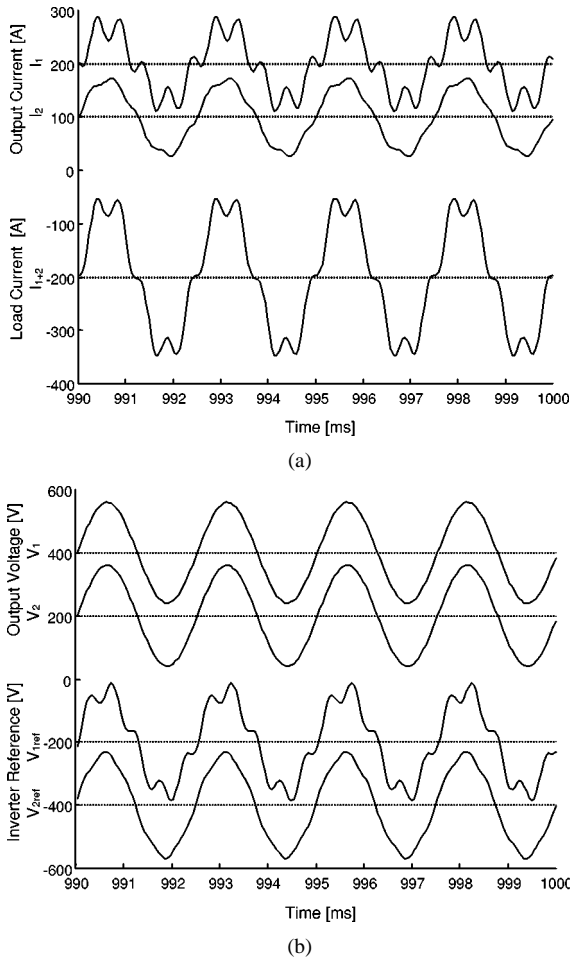 300
200
100
0
Output Current [A]
I1
I2
-100
-200
-300
-400
Load Current [A]
I1+2
990 991 992 993 994 995 996 997 998 999 1000
Time [ms]
(a)
600
400
200
0
Output Voltage [V]
V1
V2
-200
-400
-600
Inverter Reference [V]
V1ref
V2ref
990 991 992 993 994 995 996 997 998 999 1000
Time [ms]
(b)